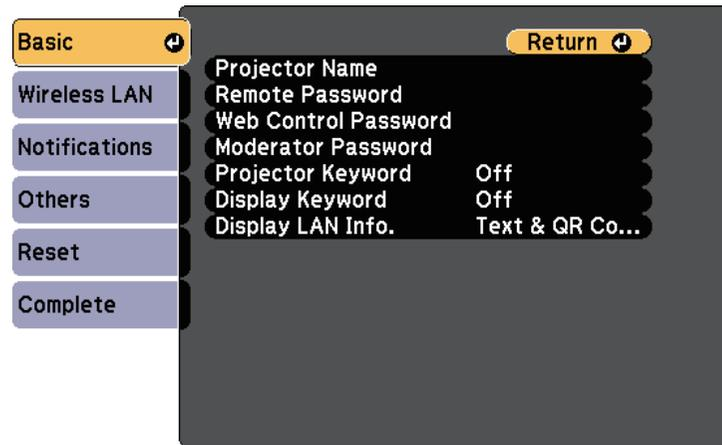 Basic
Wireless LAN
Notifications
Others
Reset
Complete
Return
Projector Name
Remote Password
Web Control Password
Moderator Password
Projector Keyword Off
Display Keyword Off
Display LAN Info. Text & QR Co...